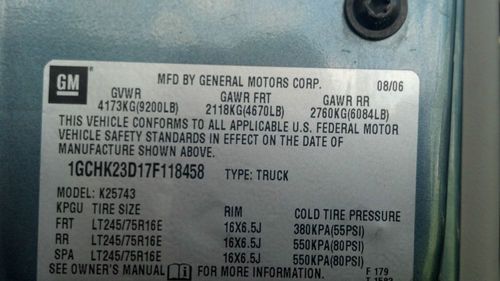 GM
MFD BY GENERAL MOTORS CORP. 08/06
GVWR GAWR FRT GAWR RR
4173KG(9200LB) 2118KG(4670LB) 2760KG(6084LB)
THIS VEHICLE CONFORMS TO ALL APPLICABLE U.S. FEDERAL MOTOR
VEHICLE SAFETY STANDARDS IN EFFECT ON THE DATE OF
MANUFACTURE SHOWN ABOVE.
1GCHK23D17F118458 TYPE: TRUCK
MODEL: K25743
KPGU TIRE SIZE RIM COLD TIRE PRESSURE
FRT LT245/75R16E 16X6.5J 380KPA(55PSI)
RR LT245/75R16E 16X6.5J 550KPA(80PSI)
SPA LT245/75R16E 16X6.5J 550KPA(80PSI)
SEE OWNER'S MANUAL FOR MORE INFORMATION. F 179
T 1582